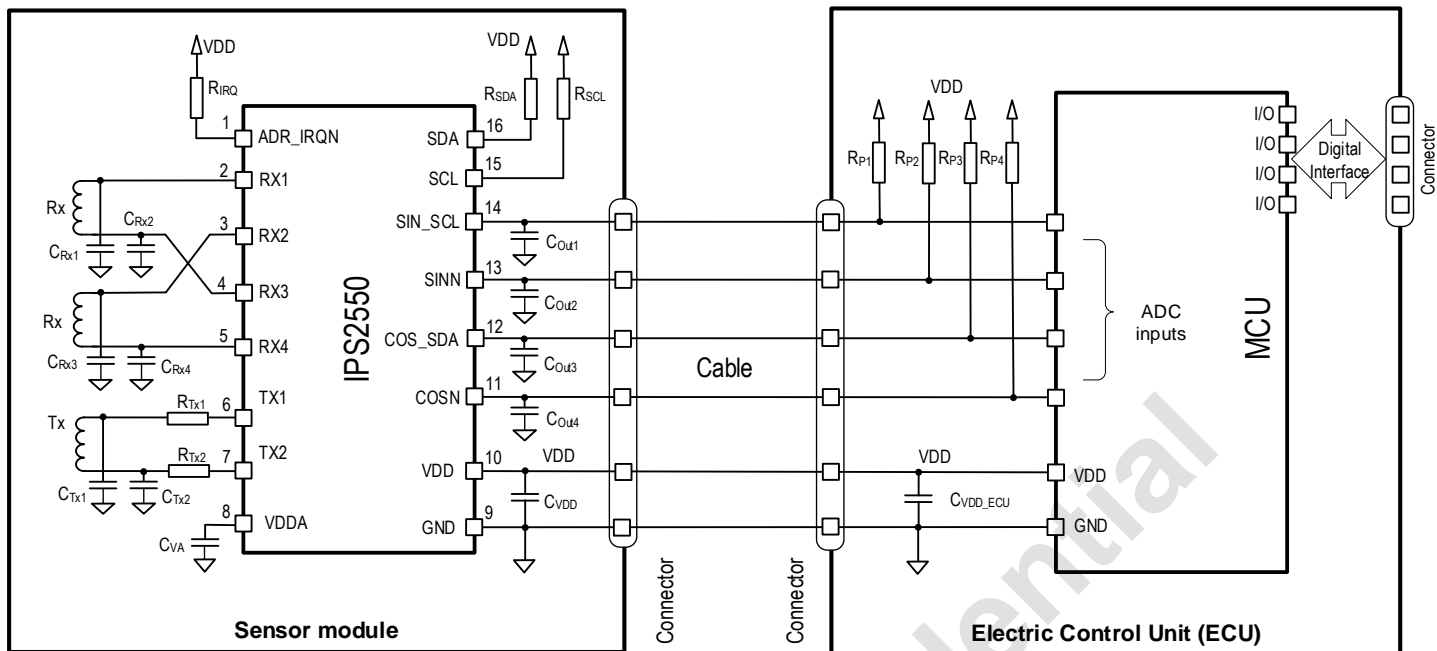 VDD
RIRQ
1
ADR_IRQN
2
RX1
Rx
CRx1
CRx2
3
RX2
4
RX3
Rx
CRx3
CRx4
5
RX4
Tx
RTx1
TX1
6
RTx2
TX2
7
CTx1
CTx2
8
VDDA
CVA
IPS2550
VDD
RSDA
RSCL
16
SDA
15
SCL
14
SIN_SCL
COut1
13
SINN
COut2
12
COS_SDA
COut3
11
COSN
COut4
10
VDD
VDD
CVDD
9
GND
Sensor module
Connector
Cable
Connector
VDD
RP1
RP2
RP3
RP4
ADC
inputs
VDD
CVDD_ECU
VDD
GND
MCU
I/O
I/O
I/O
I/O
Digital
Interface
Connector
Electric Control Unit (ECU)